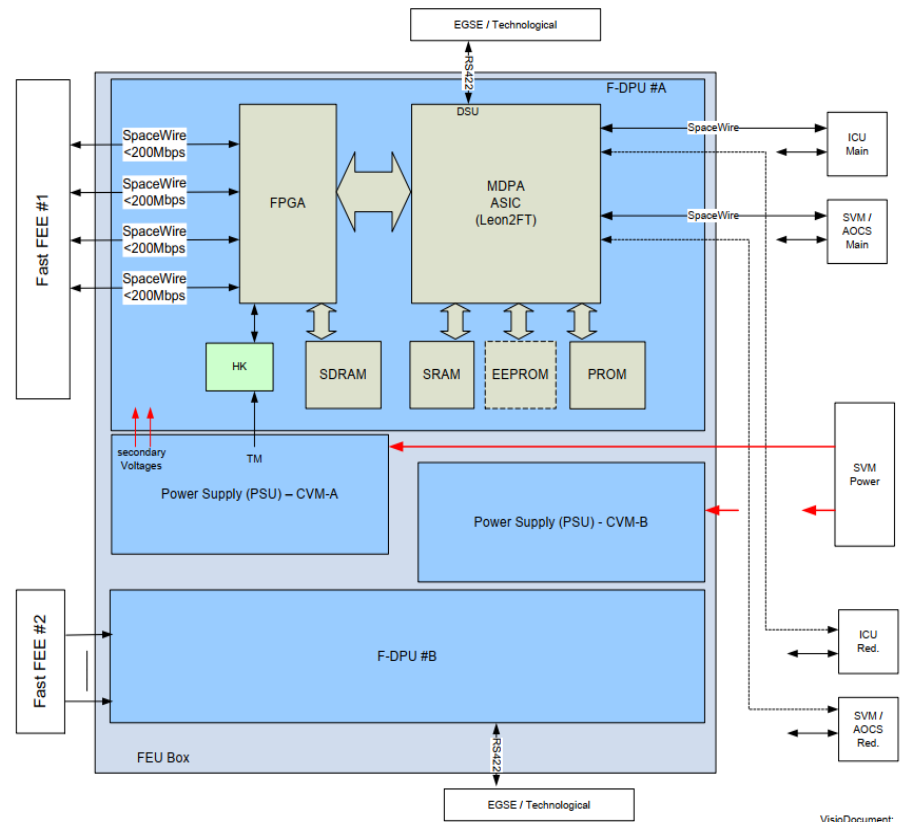 EGSE / Technological
RS422
F-DPU #A
Fast FEE #1
SpaceWire
<200Mbps
SpaceWire
<200Mbps
SpaceWire
<200Mbps
SpaceWire
<200Mbps
FPGA
DSU
MDPA
ASIC
(Leon2FT)
SpaceWire
ICU
Main
SpaceWire
SVM /
AOCS
Main
HK
SDRAM
SRAM
EEPROM
PROM
secondary
Voltages
TM
Power Supply (PSU) – CVM-A
SVM
Power
Power Supply (PSU) - CVM-B
Fast FEE #2
F-DPU #B
ICU
Red.
SVM /
AOCS
Red.
RS422
FEU Box
EGSE / Technological
VisioDocument: